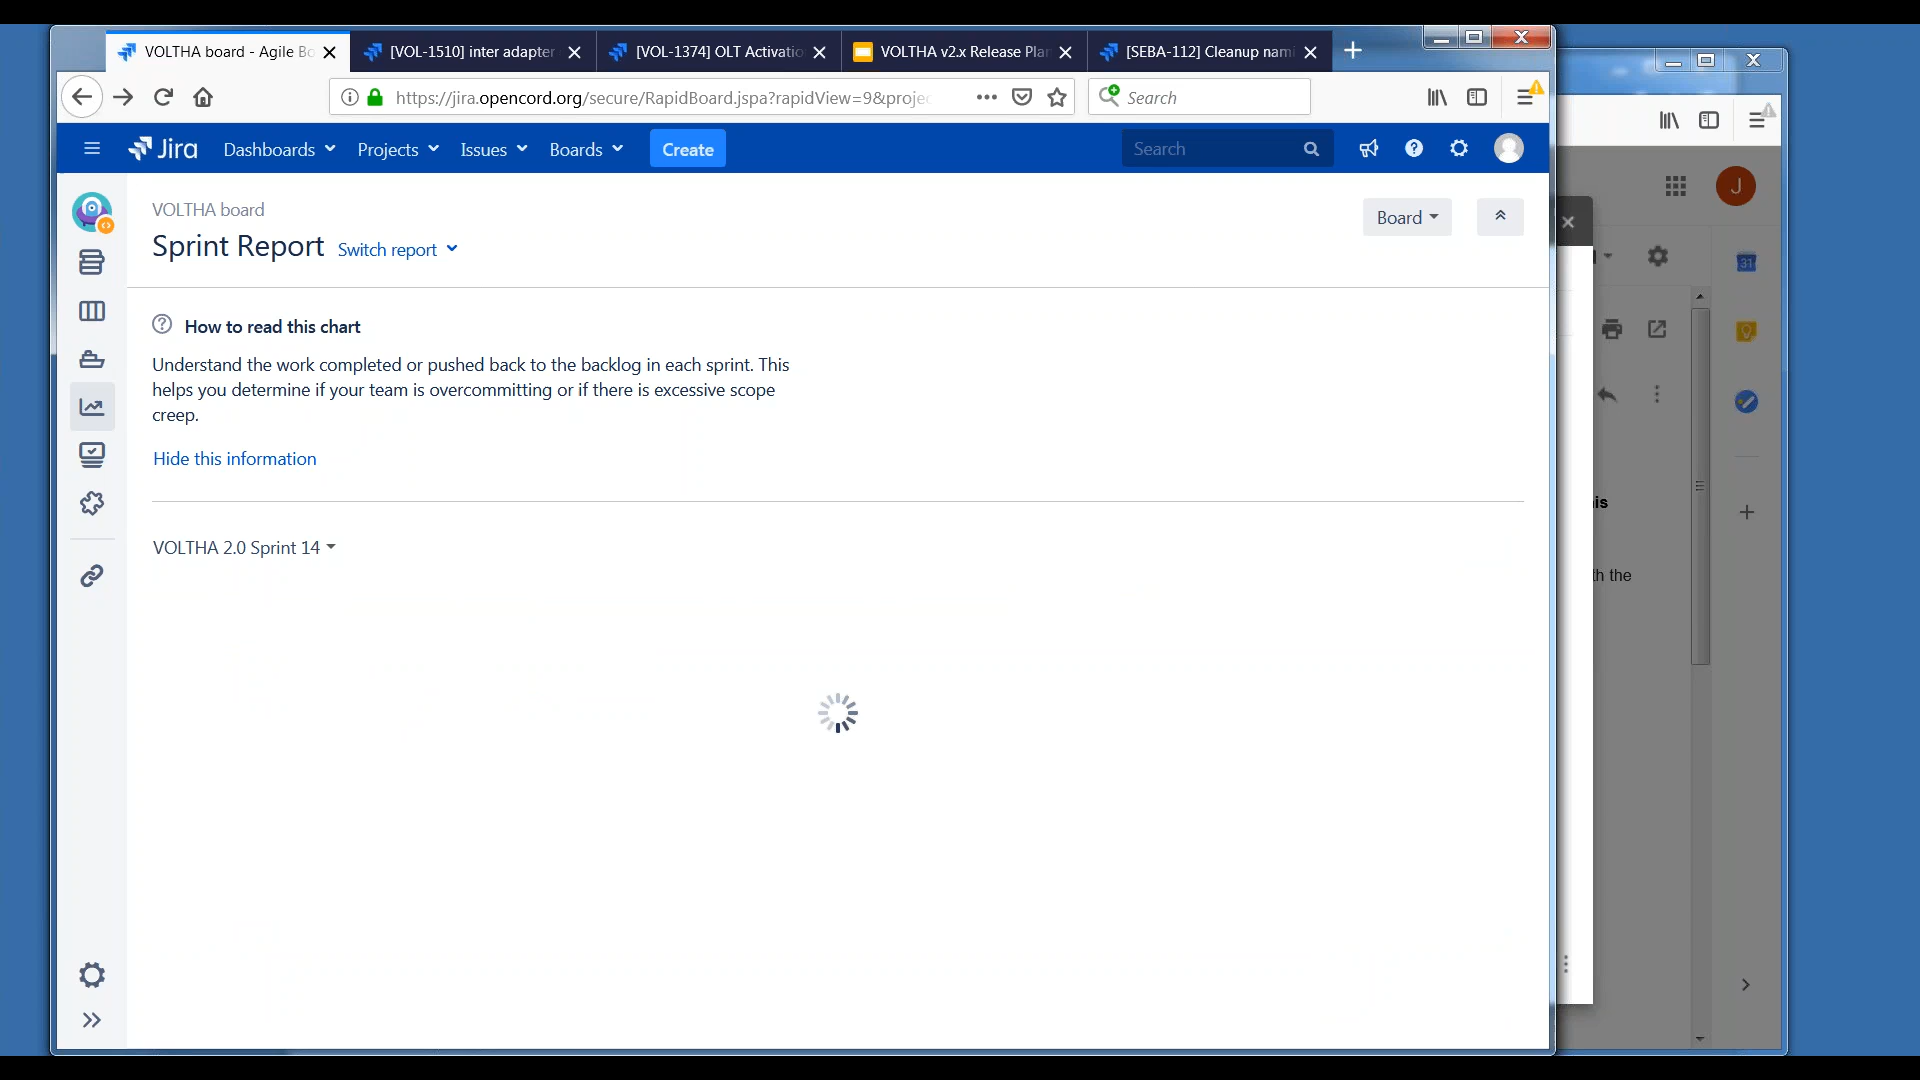 VOLTHA board - Agile Bo
[VOL-1510] inter adapter
[VOL-1374] OLT Activatio
VOLTHA v2.x Release Plan
[SEBA-112] Cleanup nami
https://jira.opencord.org/secure/RapidBoard.jspa?rapidView=9&projec
Search
Jira
Dashboards
Projects
Issues
Boards
Create
Search
J
VOLTHA board
Board
Sprint Report
Switch report
31
How to read this chart
Understand the work completed or pushed back to the backlog in each sprint. This
helps you determine if your team is overcommitting or if there is excessive scope
creep.
Hide this information
is
VOLTHA 2.0 Sprint 14
th the